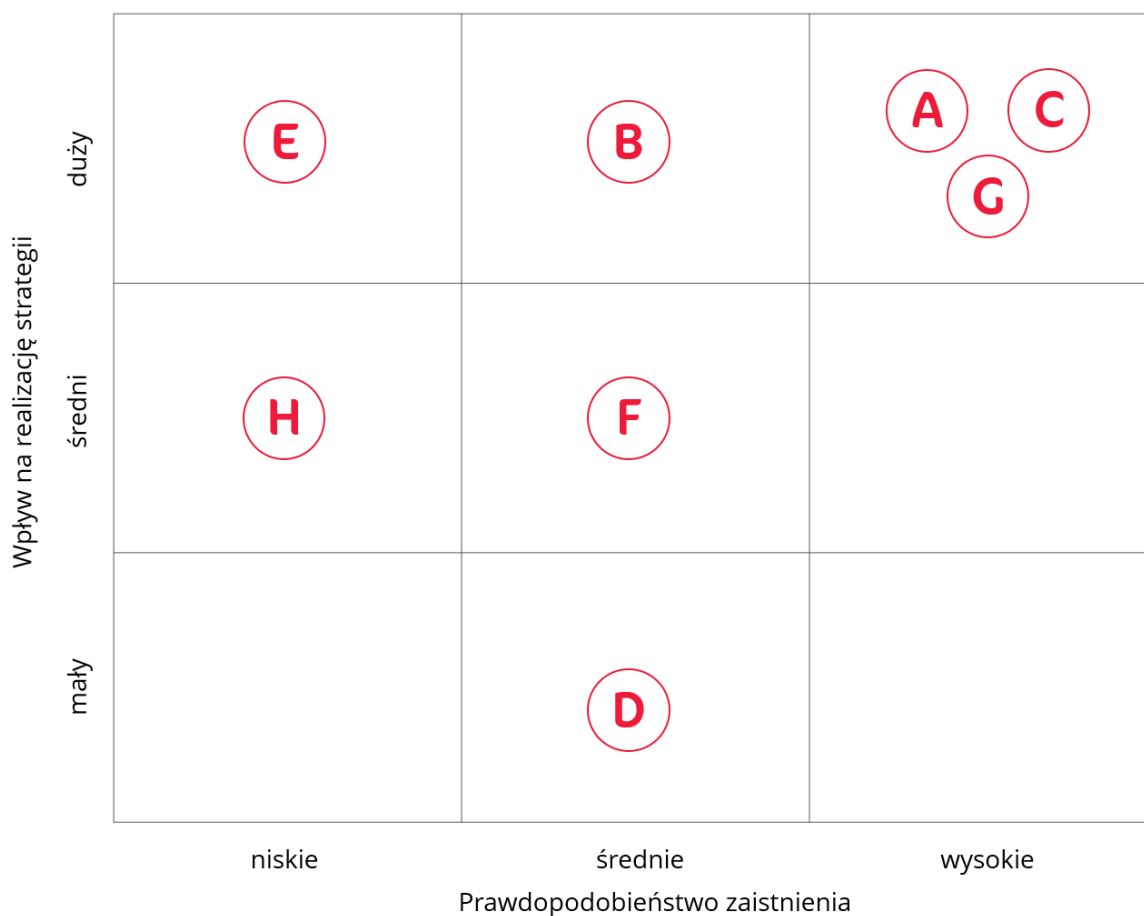 Wpływ na realizację strategii
duży
E
B
A
C
G
średni
H
F
mały
D
niskie
średnie
wysokie
Prawdopodobieństwo zaistnienia